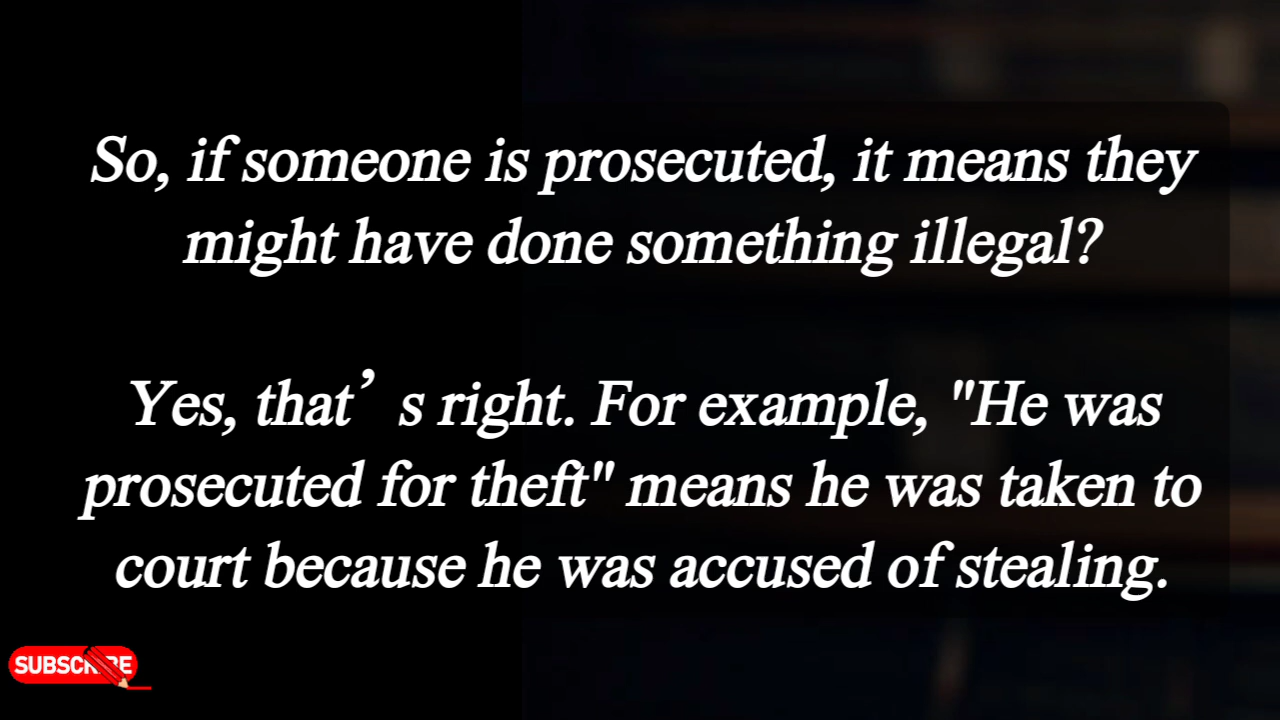 So, if someone is prosecuted, it means they
might have done something illegal?
Yes, that’s right. For example, "He was
prosecuted for theft" means he was taken to
court because he was accused of stealing.
SUBSCRIBE